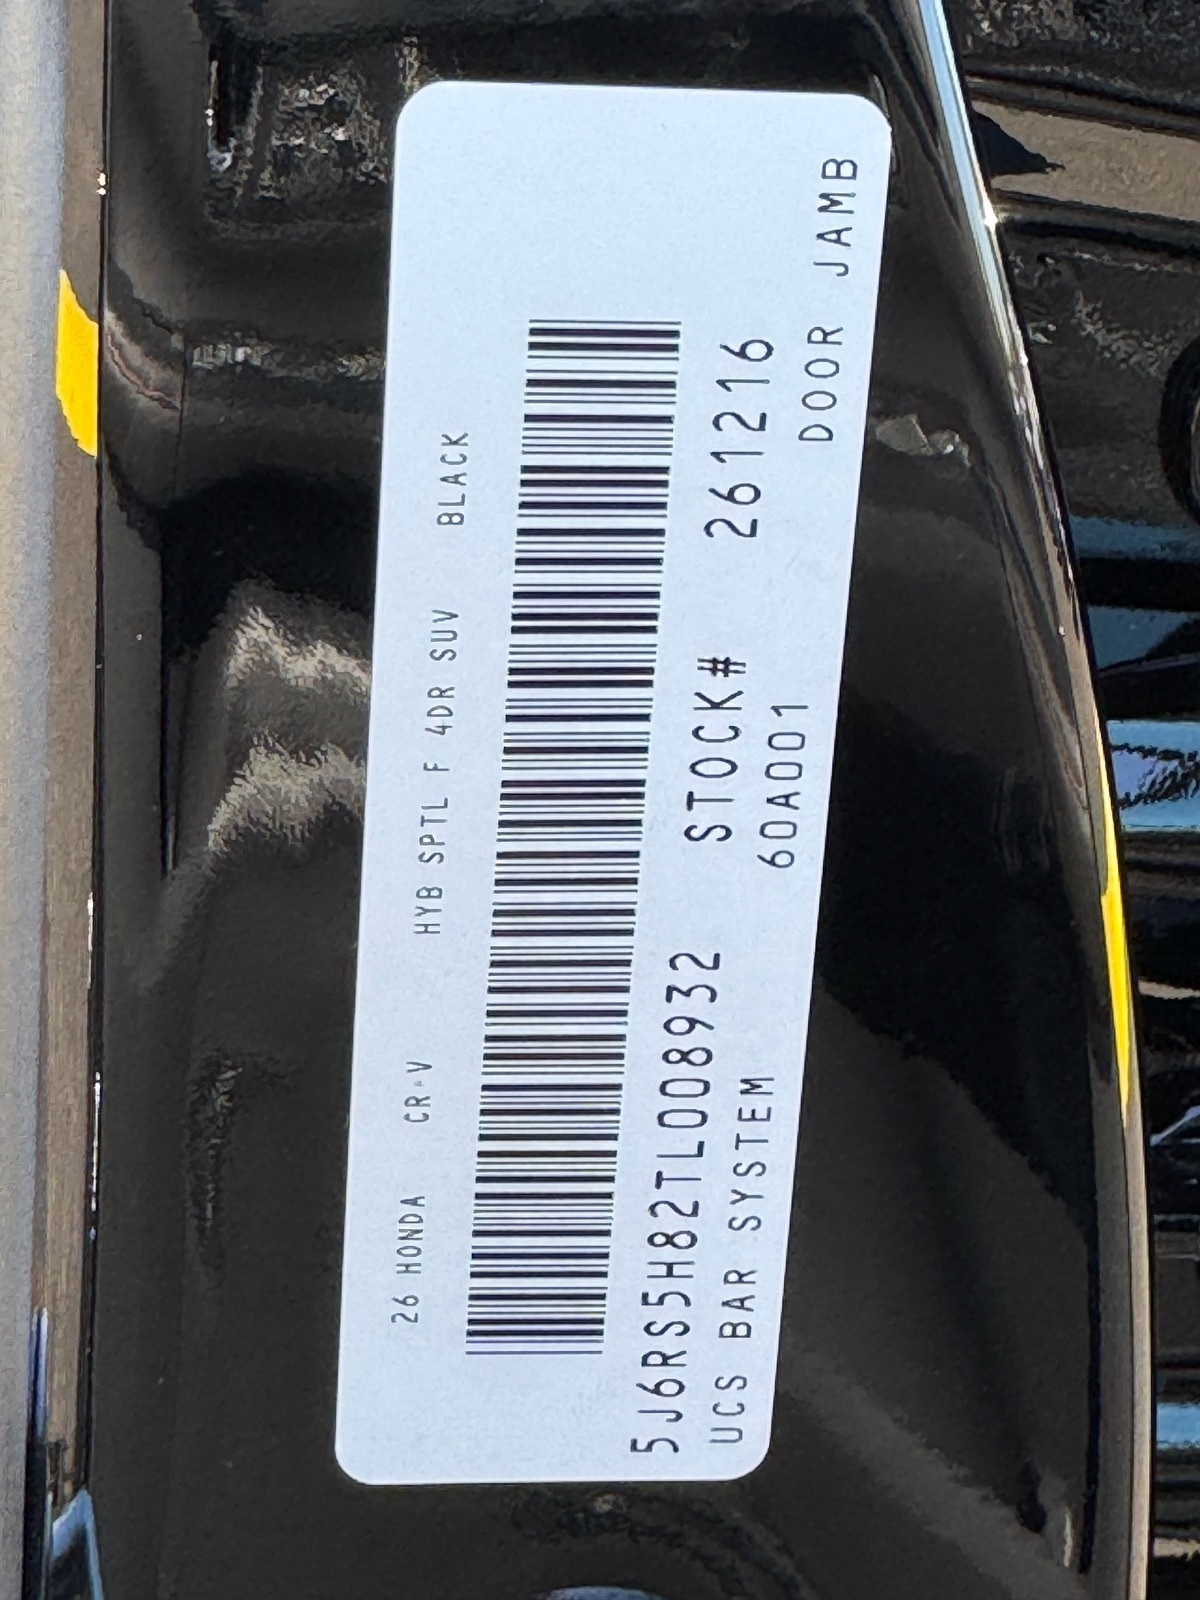 26 HONDA CR-V HYB SPTL F 4DR SUV BLACK
5J6RS5H82TL008932 STOCK# 261216
UCS BAR SYSTEM 60A001 DOOR JAMB